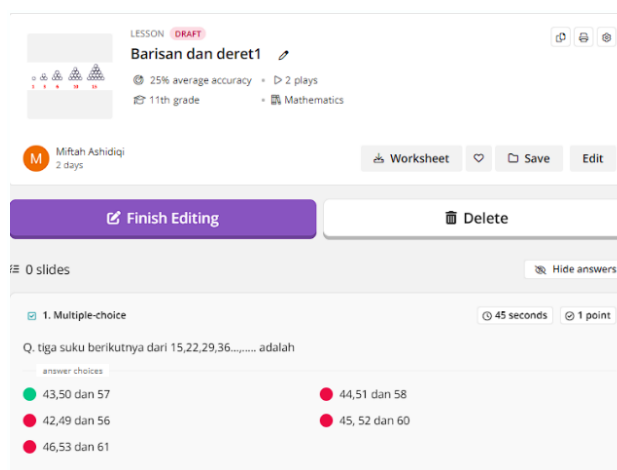 LESSON DRAFT
Barisan dan deret1
25% average accuracy • 2 plays
11th grade • Mathematics
M Miftah Ashidiqi
2 days
Worksheet Save Edit
Finish Editing Delete
0 slides Hide answers
1. Multiple-choice 45 seconds 1 point
Q. tiga suku berikutnya dari 15,22,29,36...,..... adalah
answer choices
43,50 dan 57 44,51 dan 58
42,49 dan 56 45, 52 dan 60
46,53 dan 61